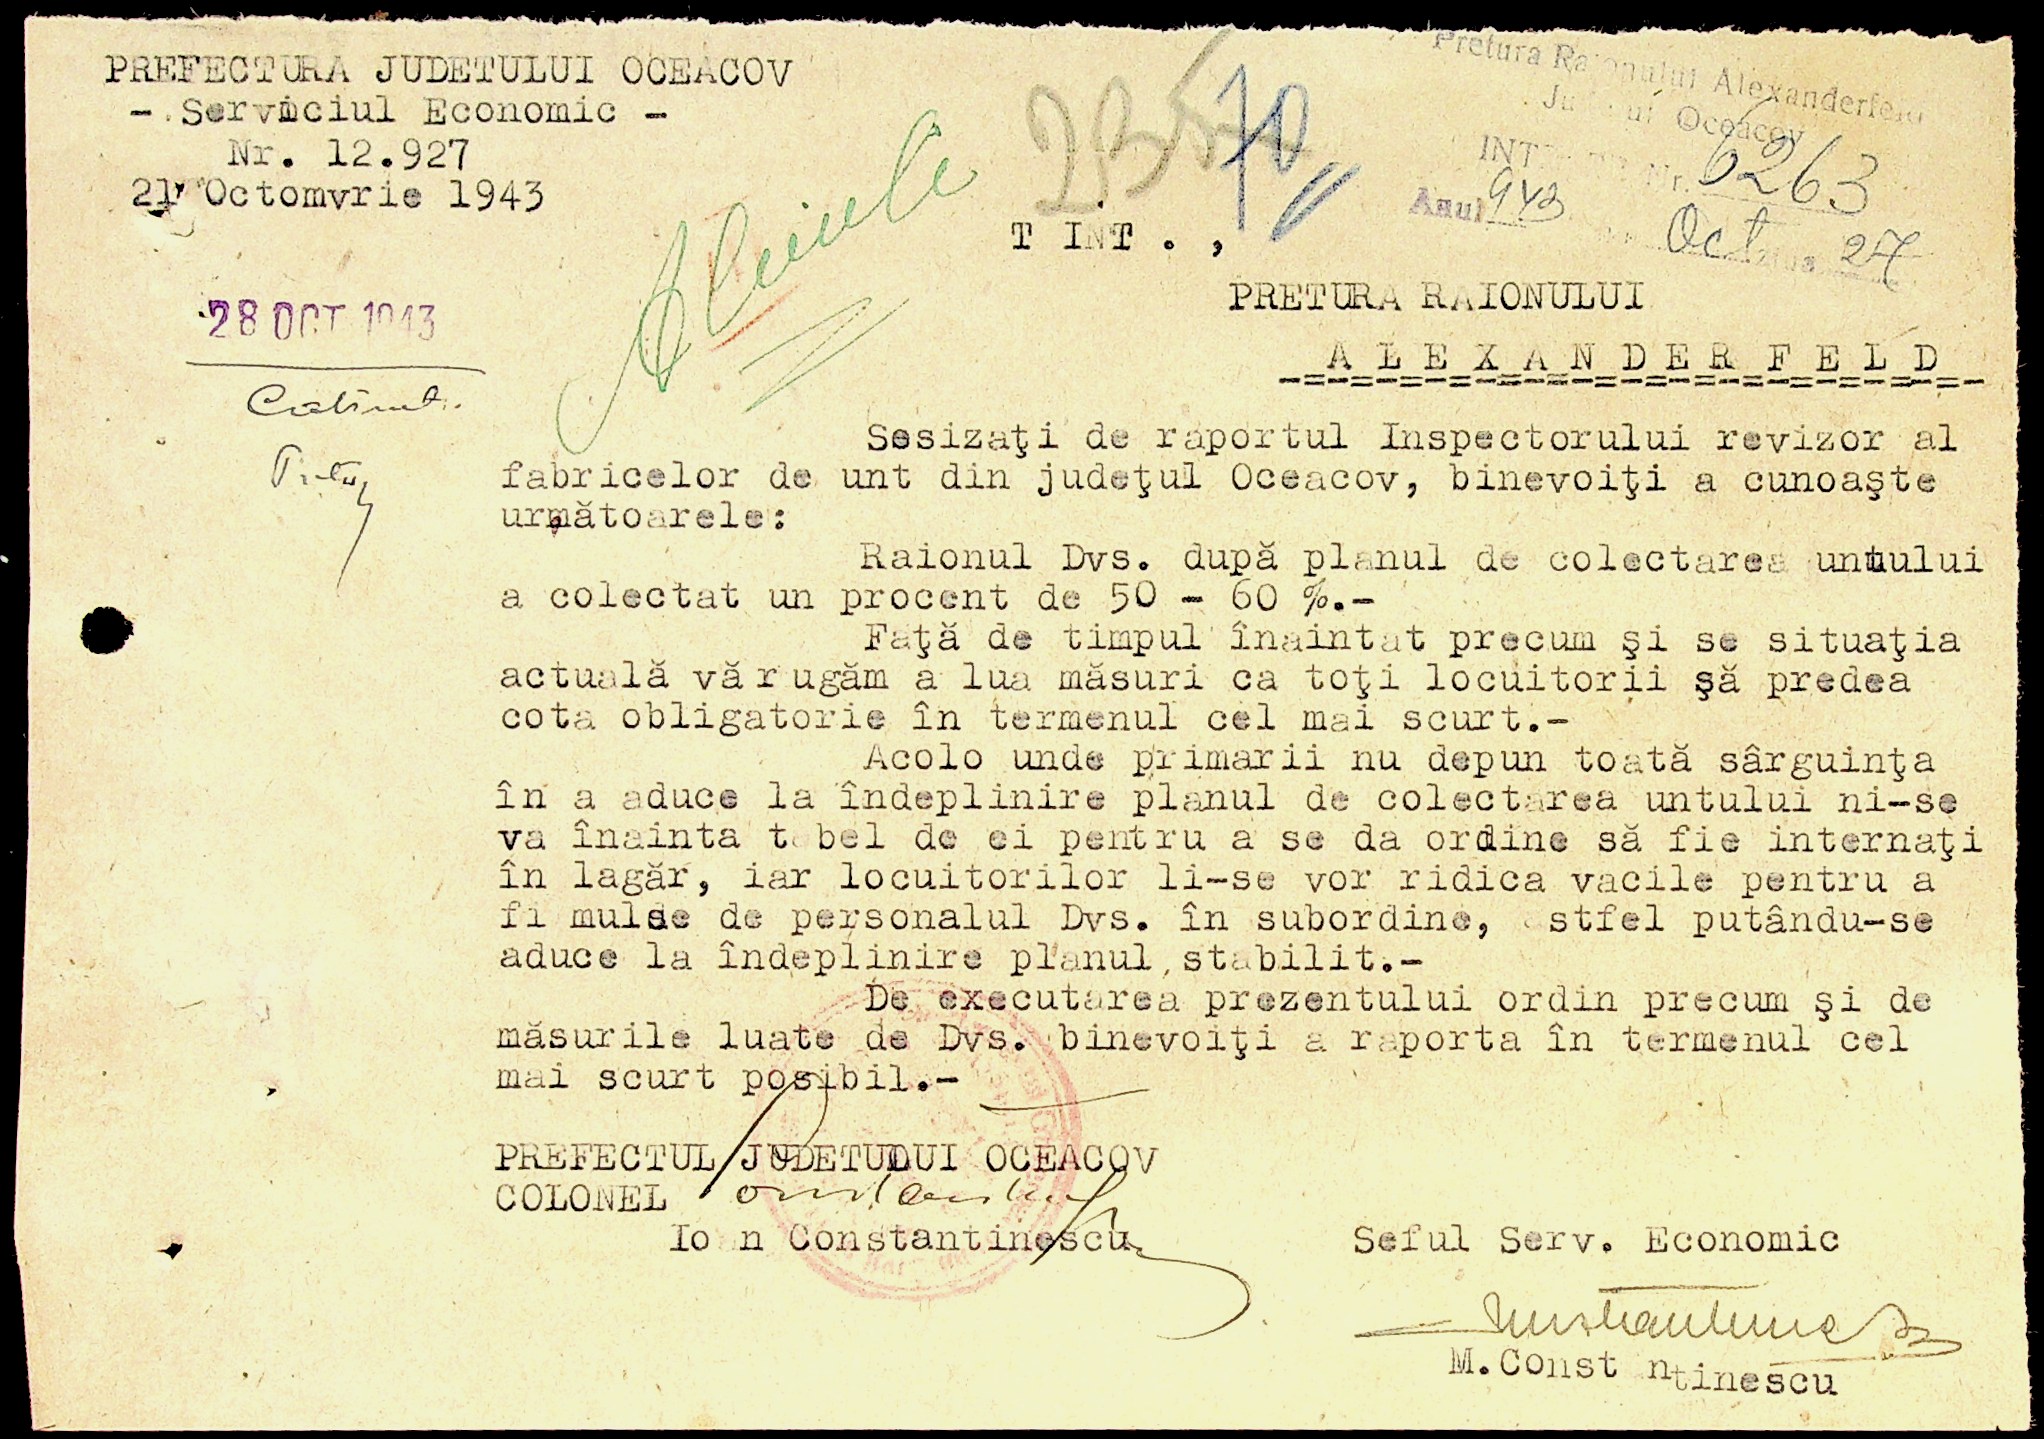 PREFECTURA JUDETULUI OCEACOV
- Serviciul Economic -
Nr. 12.927
21 Octomvrie 1943
Pretura Raionului Alexanderfeld
Oceacov
Nr. 6263
Anul 943
Oct 27
2354
70
28 OCT 1943
T INT.,
PRETURA RAIONULUI
ALEXANDERFELD
Sesizaţi de raportul Inspectorului revizor al
fabricelor de unt din judeţul Oceacov, binevoiţi a cunoaşte
următoarele:
Raionul Dvs. după planul de colectarea untului
a colectat un procent de 50 - 60 %.-
Faţă de timpul înaintat precum şi se situaţia
actuală vă rugăm a lua măsuri ca toţi locuitorii şă predea
cota obligatorie în termenul cel mai scurt.-
Acolo unde primarii nu depun toată sârguinţa
în a aduce la îndeplinire planul de colectarea untului ni-se
va înainta tabel de ei pentru a se da ordine să fie internaţi
în lagăr, iar locuitorilor li-se vor ridica vacile pentru a
fi mulse de personalul Dvs. în subordine, astfel putându-se
aduce la îndeplinire planul stabilit.-
De executarea prezentului ordin precum şi de
măsurile luate de Dvs. binevoiţi a raporta în termenul cel
mai scurt posibil.-
PREFECTUL JUDETULUI OCEACOV
COLONEL
Ioan Constantinescu
Seful Serv. Economic
M.Constantinescu